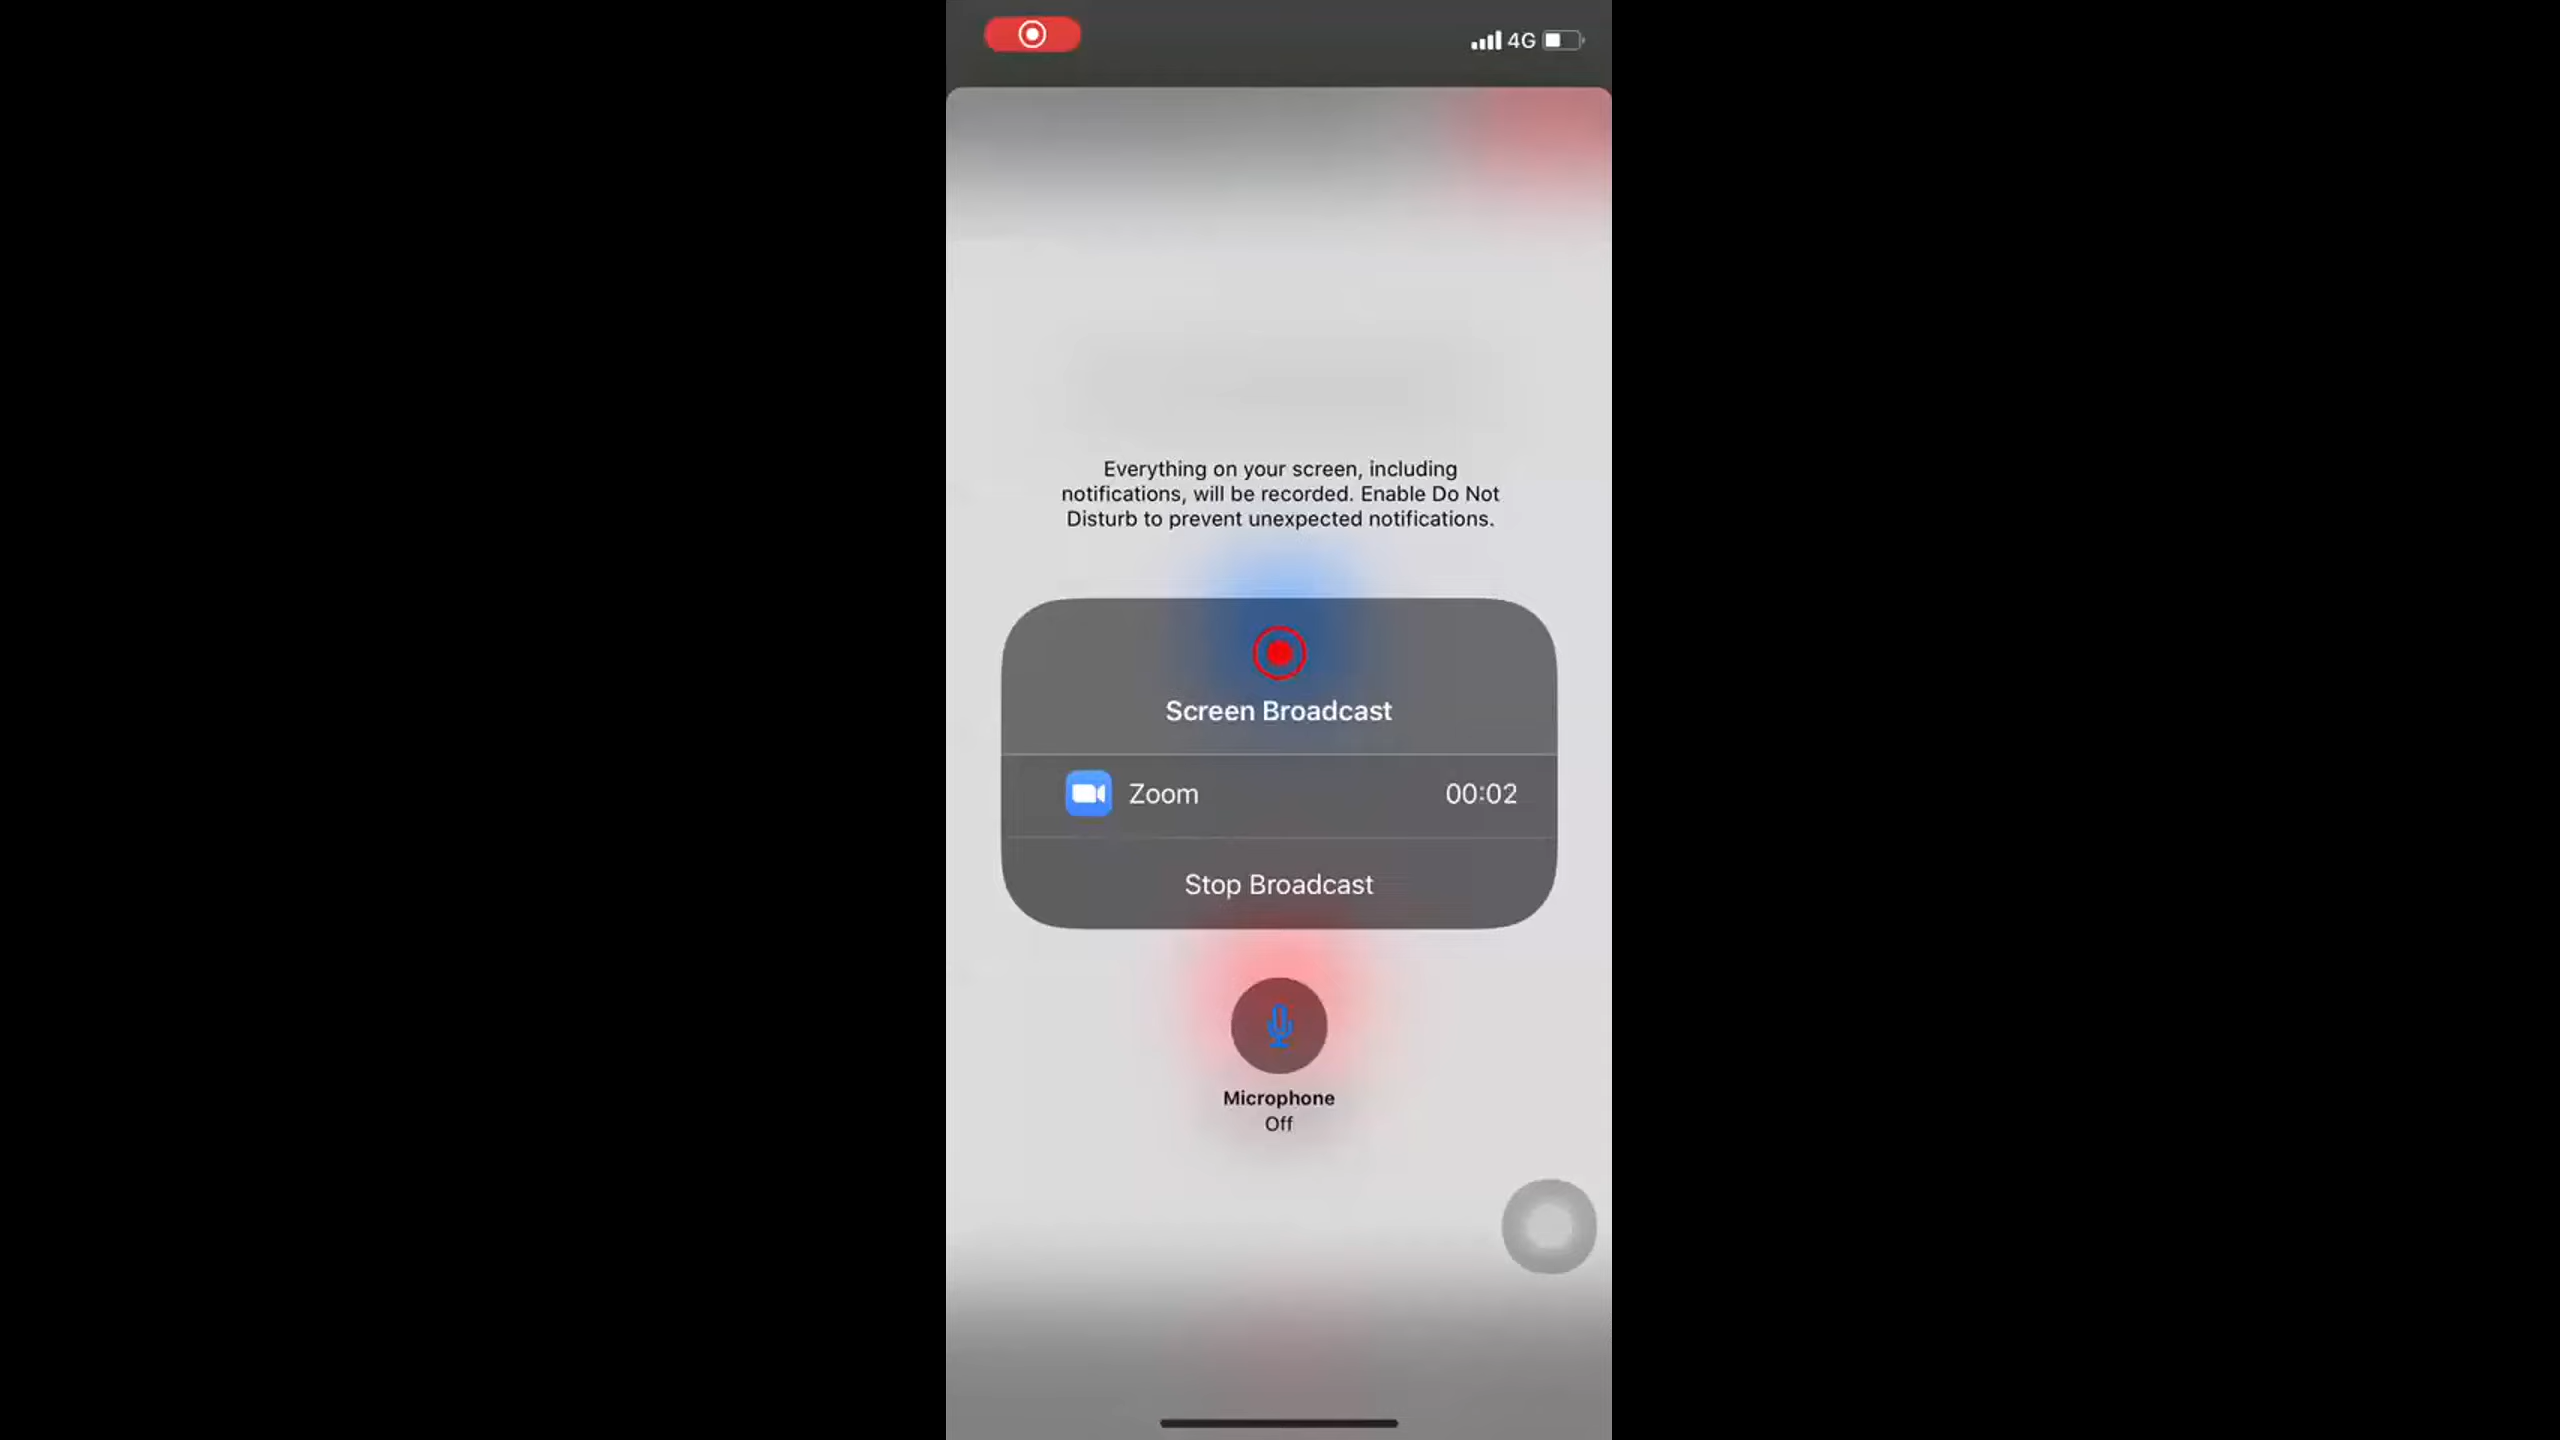 4G
Everything on your screen, including
notifications, will be recorded. Enable Do Not
Disturb to prevent unexpected notifications.
Screen Broadcast
Zoom 00:02
Stop Broadcast
Microphone
Off